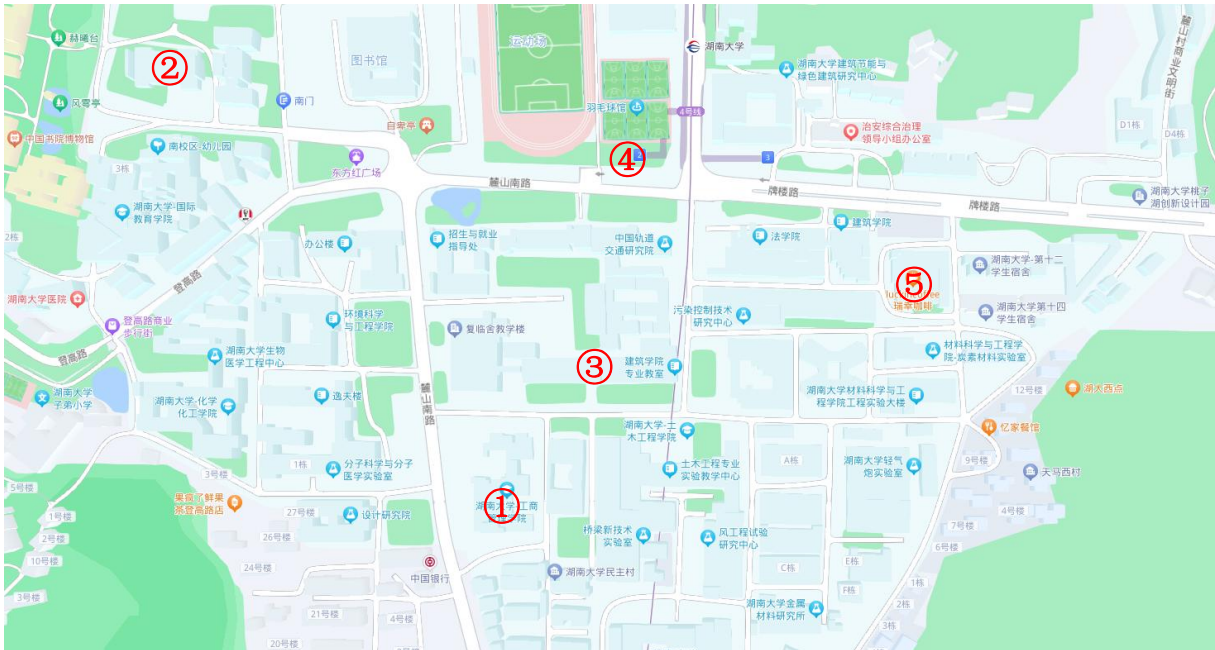 赫曦台
②
图书馆
运动场
湖南大学
湖南大学建筑节能与
绿色建筑研究中心
麓山村商业文明街
风雩亭
南门
羽毛球馆
4号线
中国书院博物馆
自卑亭
治安综合治理
领导小组办公室
D1栋
D4栋
南校区-幼儿园
3栋
东方红广场
④
2
3
麓山南路
牌楼路
牌楼路
湖南大学桃子
湖创新设计园
湖南大学-国际
教育学院
2栋
办公楼
招生与就业
指导处
中国轨道
交通研究院
法学院
建筑学院
湖南大学-第十二
学生宿舍
登高路
⑤
瑞幸咖啡
湖南大学医院
湖南大学第十四
学生宿舍
登高路商业
步行街
环境科学
与工程学院
复临舍教学楼
污染控制技术
研究中心
登高路
湖南大学生物
医学工程中心
③
建筑学院
专业教室
材料科学与工程学
院-炭素材料实验室
湖南大学
子弟小学
湖南大学-化学
化工学院
逸夫楼
麓山南路
湖南大学材料科学与工
程学院工程实验大楼
12号楼
湖大西点
湖南大学-土
木工程学院
亿家餐馆
3号楼
1栋
分子科学与分子
医学实验室
土木工程专业
实验教学中心
A栋
湖南大学轻气
炮实验室
9号楼
天马西村
5号楼
果疯了鲜果
茶登高路店
27号楼
设计研究院
①
湖南大学-工商
学院
1号楼
2号楼
26号楼
桥梁新技术
实验室
风工程试验
研究中心
4号楼
7号楼
6号楼
10号楼
24号楼
中国银行
湖南大学民主村
C栋
E栋
F栋
1栋
3号楼
21号楼
4号楼
湖南大学金属
材料研究所
2栋
3栋
20号楼